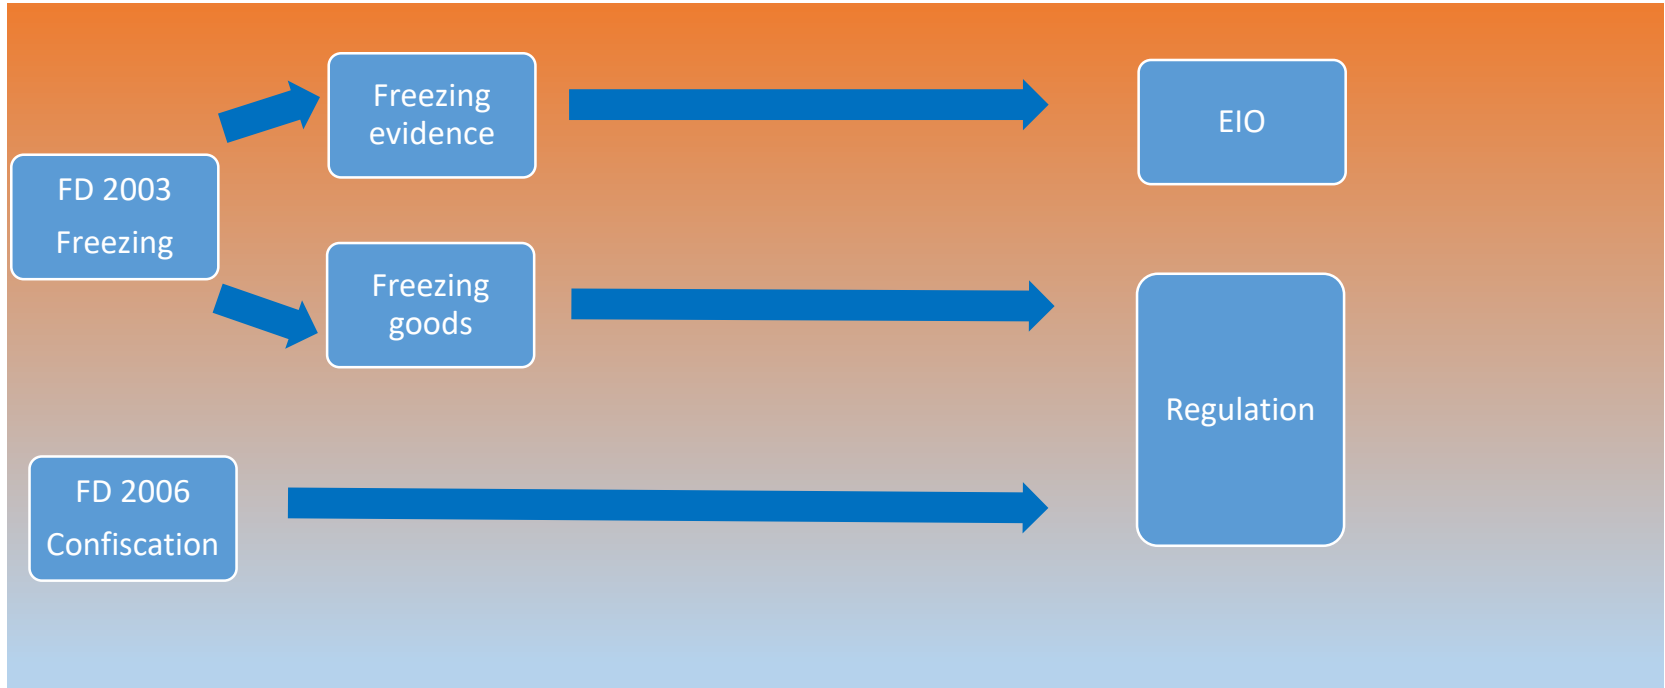 Freezing
evidence
EIO
FD 2003
Freezing
Freezing
goods
Regulation
FD 2006
Confiscation